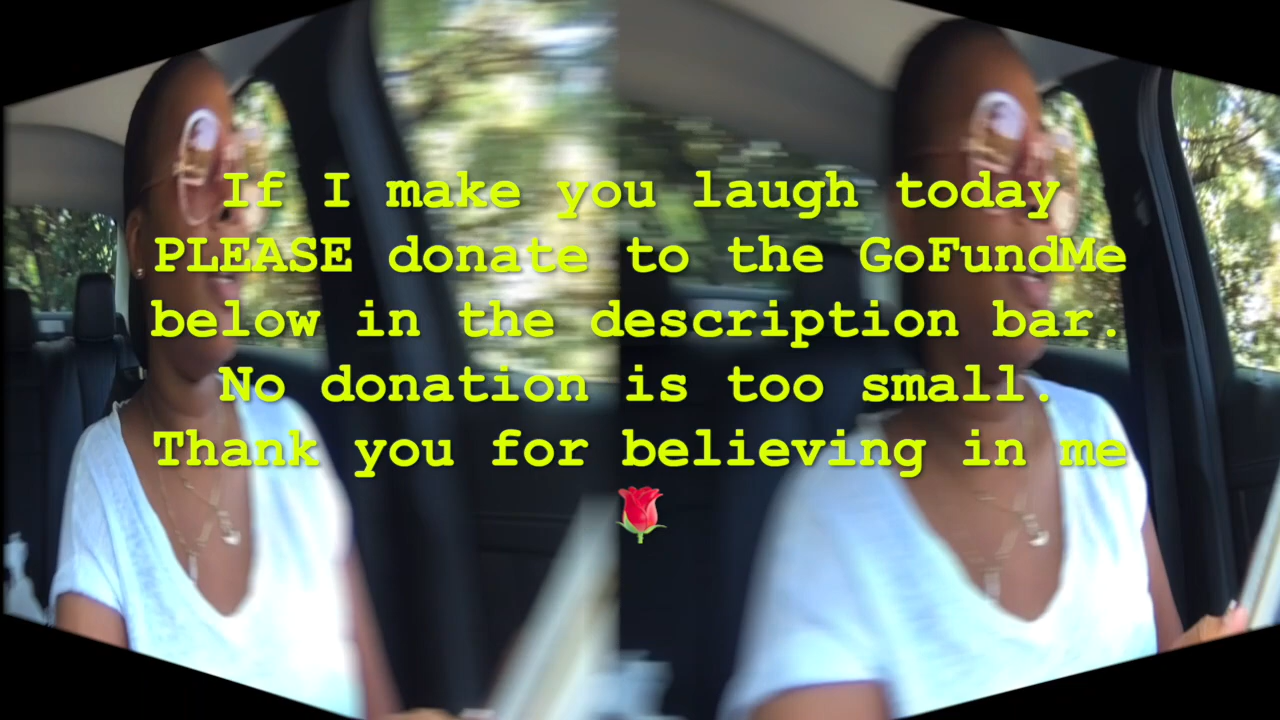 If I make you laugh today
PLEASE donate to the GoFundMe
below in the description bar.
No donation is too small.
Thank you for believing in me
🌹